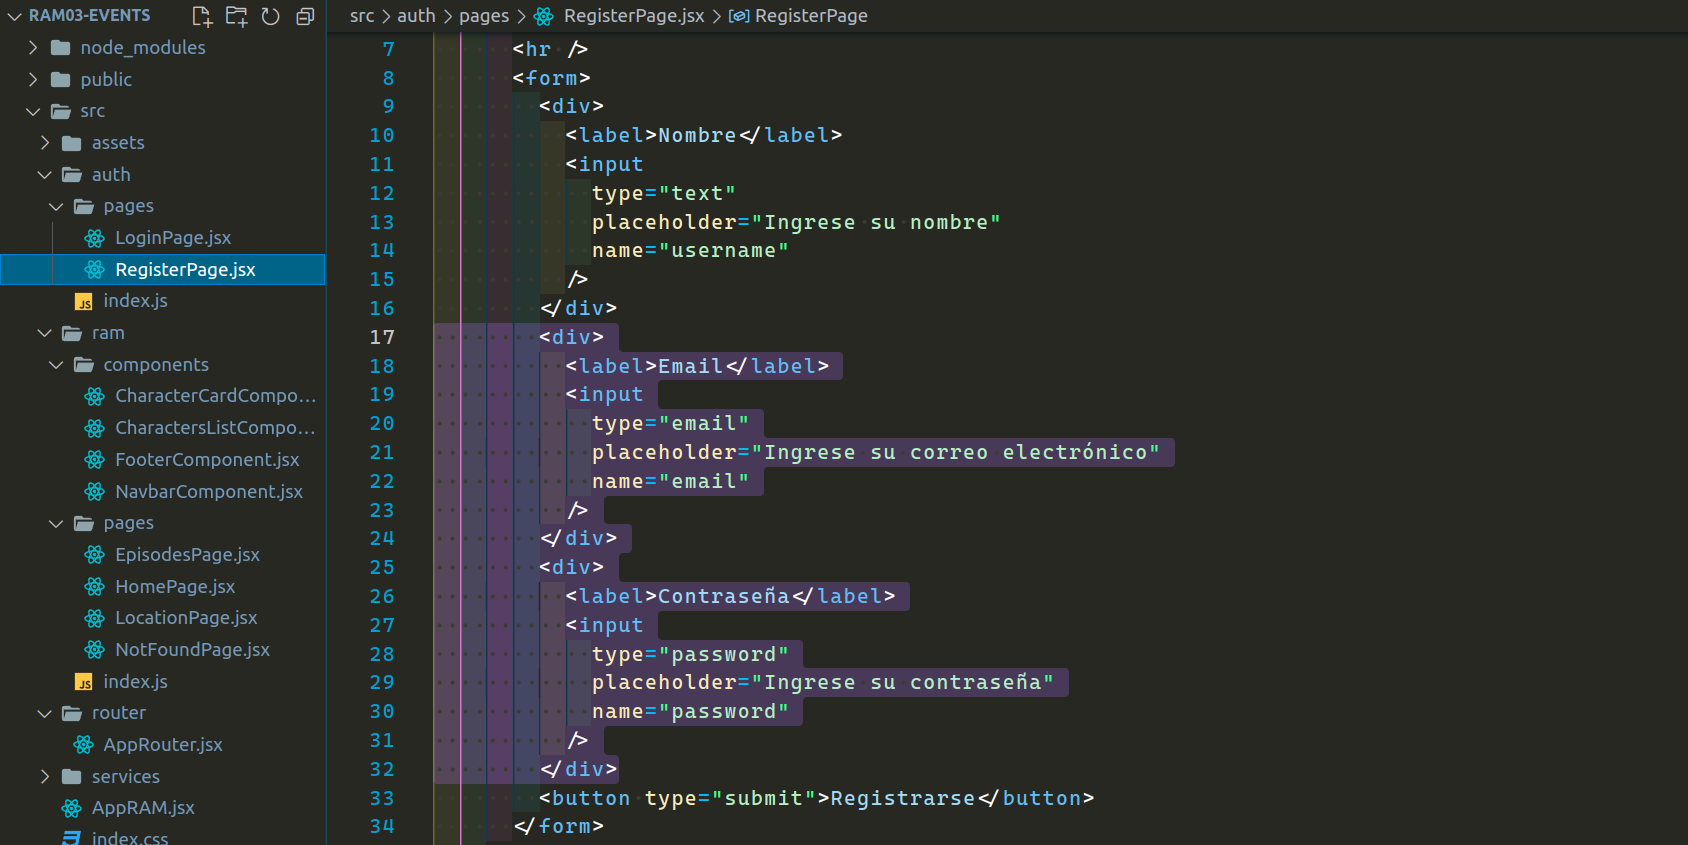 RAM03-EVENTS
node_modules
public
src
assets
auth
pages
LoginPage.jsx
RegisterPage.jsx
JS index.js
ram
components
CharacterCardCompo...
CharactersListCompo...
FooterComponent.jsx
NavbarComponent.jsx
pages
EpisodesPage.jsx
HomePage.jsx
LocationPage.jsx
NotFoundPage.jsx
JS index.js
router
AppRouter.jsx
services
AppRAM.jsx
index.css
src > auth > pages > RegisterPage.jsx > RegisterPage
7 <hr />
8 <form>
9 <div>
10 <label>Nombre</label>
11 <input
12 type="text"
13 placeholder="Ingrese su nombre"
14 name="username"
15 />
16 </div>
17 <div>
18 <label>Email</label>
19 <input
20 type="email"
21 placeholder="Ingrese su correo electrónico"
22 name="email"
23 />
24 </div>
25 <div>
26 <label>Contraseña</label>
27 <input
28 type="password"
29 placeholder="Ingrese su contraseña"
30 name="password"
31 />
32 </div>
33 <button type="submit">Registrarse</button>
34 </form>